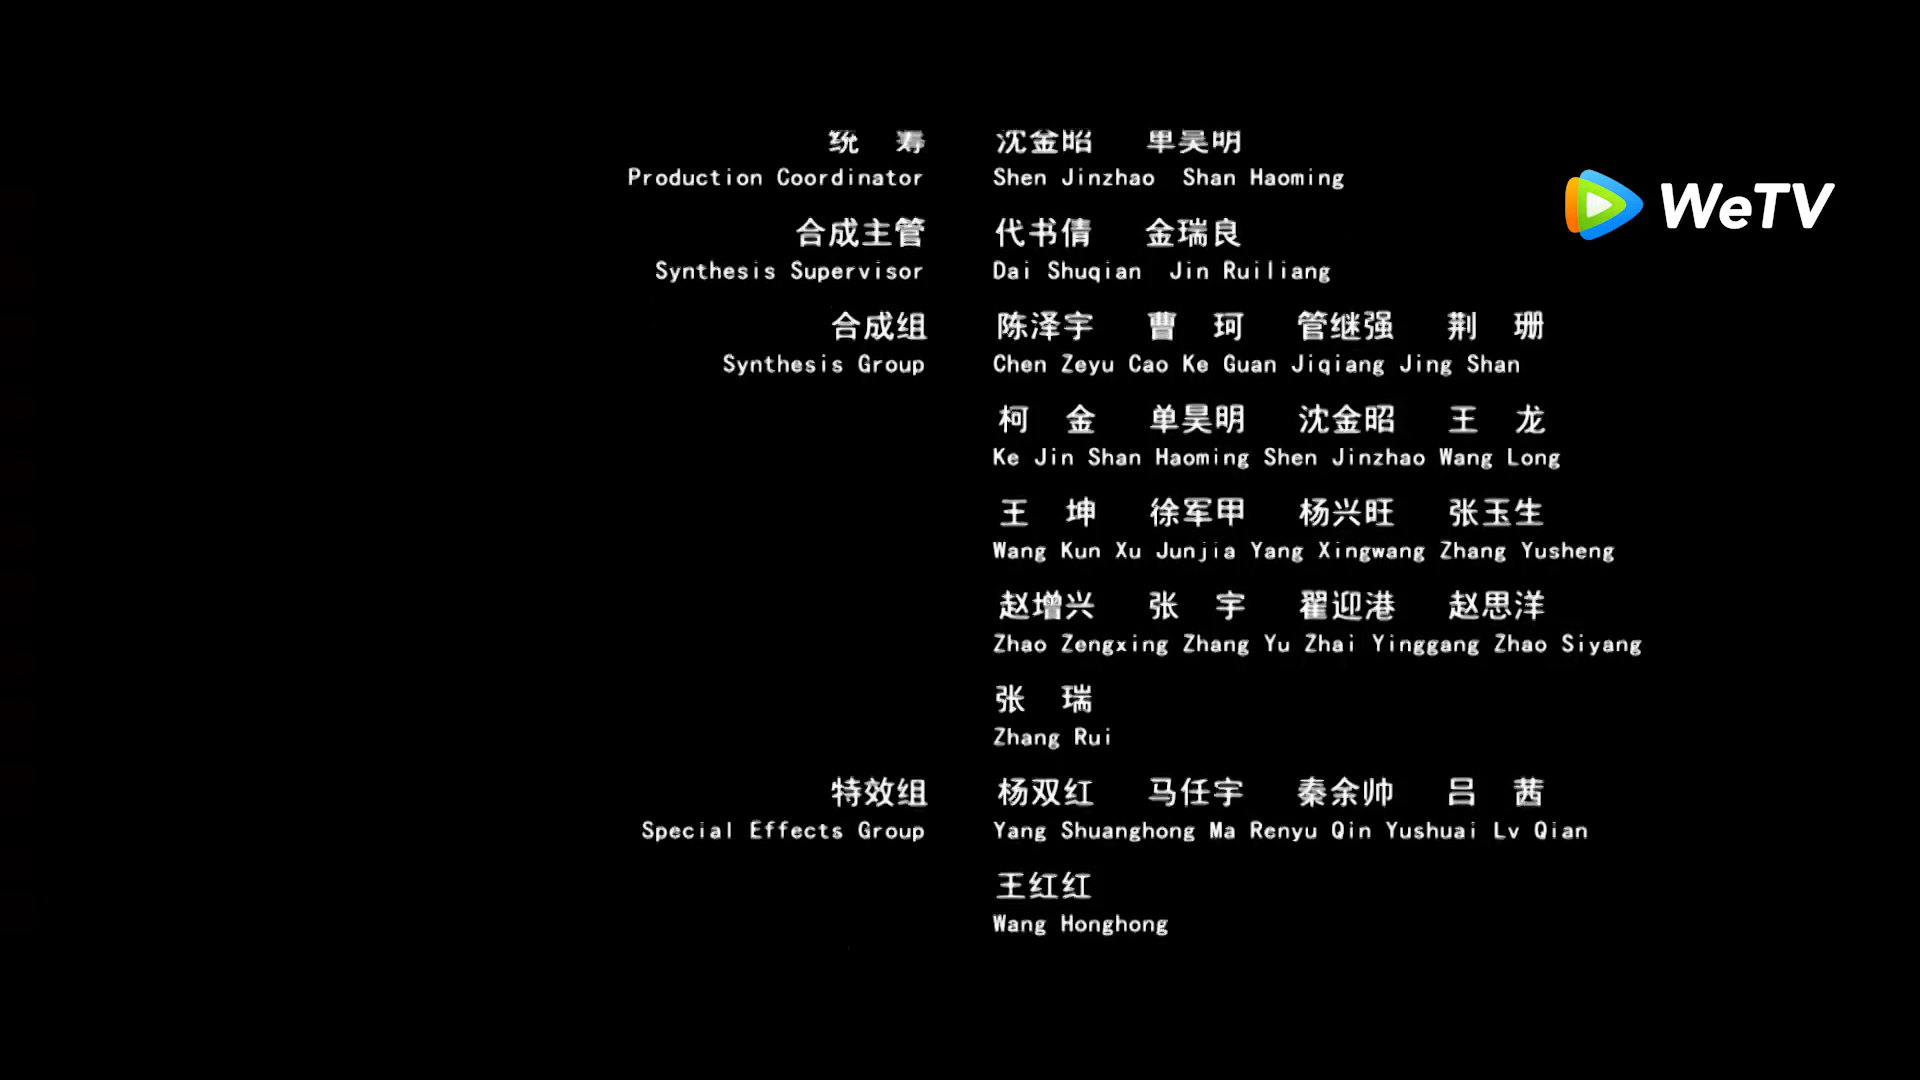 统 筹 沈金昭 单昊明
Production Coordinator Shen Jinzhao Shan Haoming
WeTV
合成主管 代书倩 金瑞良
Synthesis Supervisor Dai Shuqian Jin Ruiliang
合成组 陈泽宇 曹 珂 管继强 荆 珊
Synthesis Group Chen Zeyu Cao Ke Guan Jiqiang Jing Shan
柯 金 单昊明 沈金昭 王 龙
Ke Jin Shan Haoming Shen Jinzhao Wang Long
王 坤 徐军甲 杨兴旺 张玉生
Wang Kun Xu Junjia Yang Xingwang Zhang Yusheng
赵增兴 张 宇 翟迎港 赵思洋
Zhao Zengxing Zhang Yu Zhai Yinggang Zhao Siyang
张 瑞
Zhang Rui
特效组 杨双红 马任宇 秦余帅 吕 茜
Special Effects Group Yang Shuanghong Ma Renyu Qin Yushuai Lv Qian
王红红
Wang Honghong